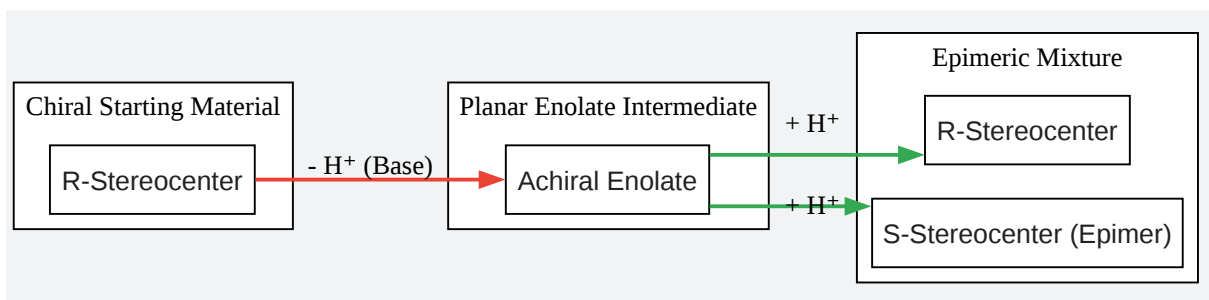 Epimeric Mixture
Chiral Starting Material
Planar Enolate Intermediate
R-Stereocenter
- H⁺ (Base)
Achiral Enolate
+ H⁺
R-Stereocenter
+ H⁺
S-Stereocenter (Epimer)